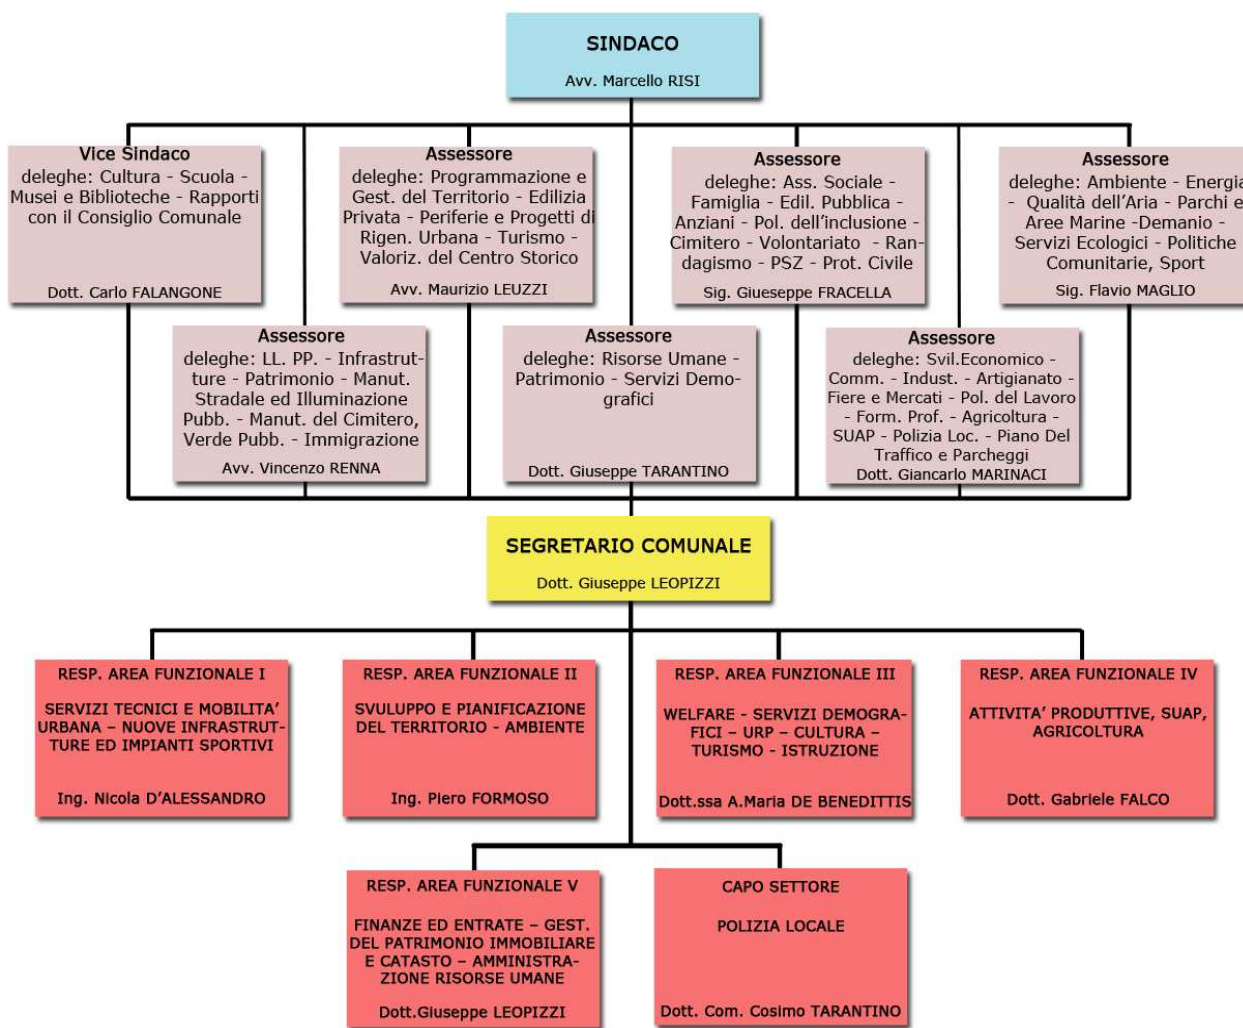 SINDACO
Avv. Marcello RISI
Vice Sindaco
deleghe: Cultura - Scuola -
Musei e Biblioteche - Rapporti
con il Consiglio Comunale
Dott. Carlo FALANGONE
Assessore
deleghe: Programmazione e
Gest. del Territorio - Edilizia
Privata - Periferie e Progetti di
Rigen. Urbana - Turismo -
Valoriz. del Centro Storico
Avv. Maurizio LEUZZI
Assessore
deleghe: Ass. Sociale -
Famiglia - Edil. Pubblica -
Anziani - Pol. dell'inclusione -
Cimitero - Volontariato - Ran-
dagismo - PSZ - Prot. Civile
Sig. Giueseppe FRACELLA
Assessore
deleghe: Ambiente - Energia
- Qualità dell'Aria - Parchi e
Aree Marine -Demanio -
Servizi Ecologici - Politiche
Comunitarie, Sport
Sig. Flavio MAGLIO
Assessore
deleghe: LL. PP. - Infrastrut-
ture - Patrimonio - Manut.
Stradale ed Illuminazione
Pubb. - Manut. del Cimitero,
Verde Pubb. - Immigrazione
Avv. Vincenzo RENNA
Assessore
deleghe: Risorse Umane -
Patrimonio - Servizi Demo-
grafici
Dott. Giuseppe TARANTINO
Assessore
deleghe: Svil.Economico -
Comm. - Indust. - Artigianato -
Fiere e Mercati - Pol. del Lavoro
- Form. Prof. - Agricoltura -
SUAP - Polizia Loc. - Piano Del
Traffico e Parcheggi
Dott. Giancarlo MARINACI
SEGRETARIO COMUNALE
Dott. Giuseppe LEOPIZZI
RESP. AREA FUNZIONALE I
SERVIZI TECNICI E MOBILITA'
URBANA – NUOVE INFRASTRUT-
TURE ED IMPIANTI SPORTIVI
Ing. Nicola D'ALESSANDRO
RESP. AREA FUNZIONALE II
SVULUPPO E PIANIFICAZIONE
DEL TERRITORIO - AMBIENTE
Ing. Piero FORMOSO
RESP. AREA FUNZIONALE III
WELFARE - SERVIZI DEMOGRA-
FICI – URP – CULTURA –
TURISMO - ISTRUZIONE
Dott.ssa A.Maria DE BENEDITTIS
RESP. AREA FUNZIONALE IV
ATTIVITA' PRODUTTIVE, SUAP,
AGRICOLTURA
Dott. Gabriele FALCO
RESP. AREA FUNZIONALE V
FINANZE ED ENTRATE – GEST.
DEL PATRIMONIO IMMOBILIARE
E CATASTO – AMMINISTRA-
ZIONE RISORSE UMANE
Dott.Giuseppe LEOPIZZI
CAPO SETTORE
POLIZIA LOCALE
Dott. Com. Cosimo TARANTINO